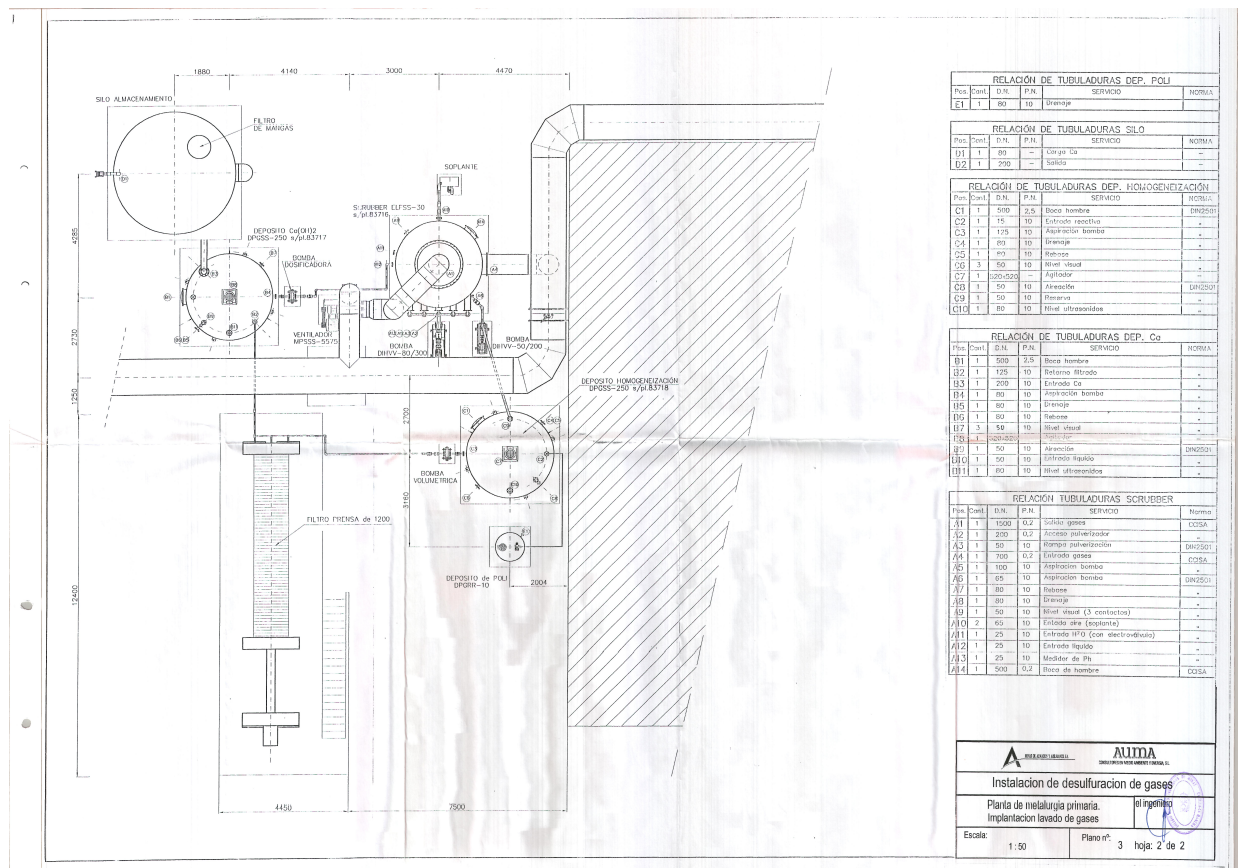 1880
4140
3000
4470
SILO ALMACENAMIENTO
FILTRO
DE MANGAS
SOPLANTE
SCRUBBER ELFSS-30
s/pl.83716
DEPOSITO Ca(OH)2
DPGSS-250 s/pl.83717
BOMBA
DOSIFICADORA
VENTILADOR
MPSSS-5575
BOMBA
DIHVV-80/300
BOMBA
DIHVV-50/200
4285
2730
1250
12400
2700
3160
DEPOSITO HOMOGENEIZACIÓN
DPGSS-250 s/pl.83718
BOMBA
VOLUMETRICA
FILTRO PRENSA de 1200
DEPOSITO de POLI
DPGRR-10
2004
4450
7500
RELACIÓN DE TUBULADURAS DEP. POLI
Pos. Cant. D.N. P.N. SERVICIO NORMA
E1 1 80 10 Drenaje
RELACIÓN DE TUBULADURAS SILO
Pos. Cant. D.N. P.N. SERVICIO NORMA
D1 1 80 – Carga Ca –
D2 1 200 – Salida –
RELACIÓN DE TUBULADURAS DEP. HOMOGENEIZACIÓN
Pos. Cant. D.N. P.N. SERVICIO NORMA
C1 1 500 2,5 Boca hombre DIN2501
C2 1 15 10 Entrada reactivo "
C3 1 125 10 Aspiración bomba "
C4 1 80 10 Drenaje "
C5 1 80 10 Rebose "
C6 3 50 10 Nivel visual "
C7 1 520x520 – Agitador "
C8 1 50 10 Aireación DIN2501
C9 1 50 10 Reserva "
C10 1 80 10 Nivel ultrasonidos "
RELACIÓN DE TUBULADURAS DEP. Ca
Pos. Cant. D.N. P.N. SERVICIO NORMA
B1 1 500 2,5 Boca hombre "
B2 1 125 10 Retorno filtrado "
B3 1 200 10 Entrada Ca "
B4 1 80 10 Aspiración bomba "
B5 1 80 10 Drenaje "
B6 1 80 10 Rebose "
B7 3 50 10 Nivel visual "
B8 1 520x520 Agitador
B9 1 50 10 Aireación DIN2501
B10 1 50 10 Entrada liquido "
B11 1 80 10 Nivel ultrasonidos "
RELACIÓN TUBULADURAS SCRUBBER
Pos. Cant. D.N. P.N. SERVICIO Norma
A1 1 1500 0,2 Salida gases COISA
A2 1 200 0,2 Acceso pulverizador "
A3 1 50 10 Rampa pulverización DIN2501
A4 1 700 0,2 Entrada gases COISA
A5 1 100 10 Aspiracion bomba "
A6 1 65 10 Aspiracion bomba DIN2501
A7 1 80 10 Rebose "
A8 1 80 10 Drenaje "
A9 1 50 10 Nivel visual (3 contactos) "
A10 2 65 10 Entada aire (soplante) "
A11 1 25 10 Entrada H²O (con electroválvula) "
A12 1 25 10 Entrada liquido "
A13 1 25 10 Medidor de Ph "
A14 1 500 0,2 Boca de hombre COISA
AUMA
Instalacion de desulfuracion de gases
Planta de metalurgia primaria.
Implantacion lavado de gases
el ingeniero
Escala:
1 : 50
Plano nº:
3 hoja: 2 de 2